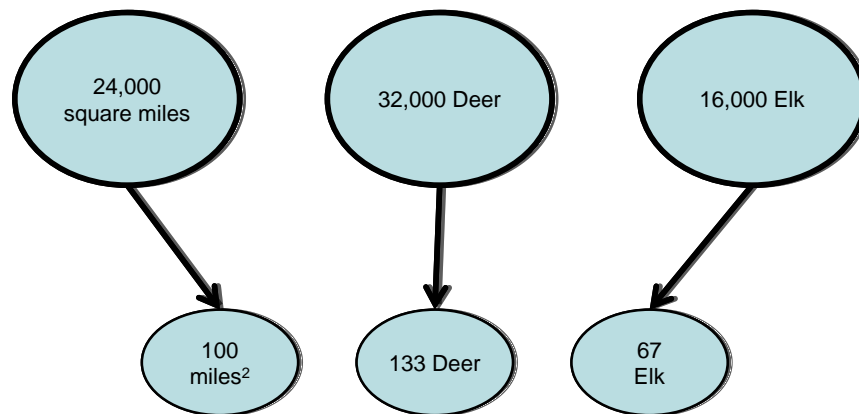 24,000
square miles
32,000 Deer
16,000 Elk
100
miles²
133 Deer
67
Elk